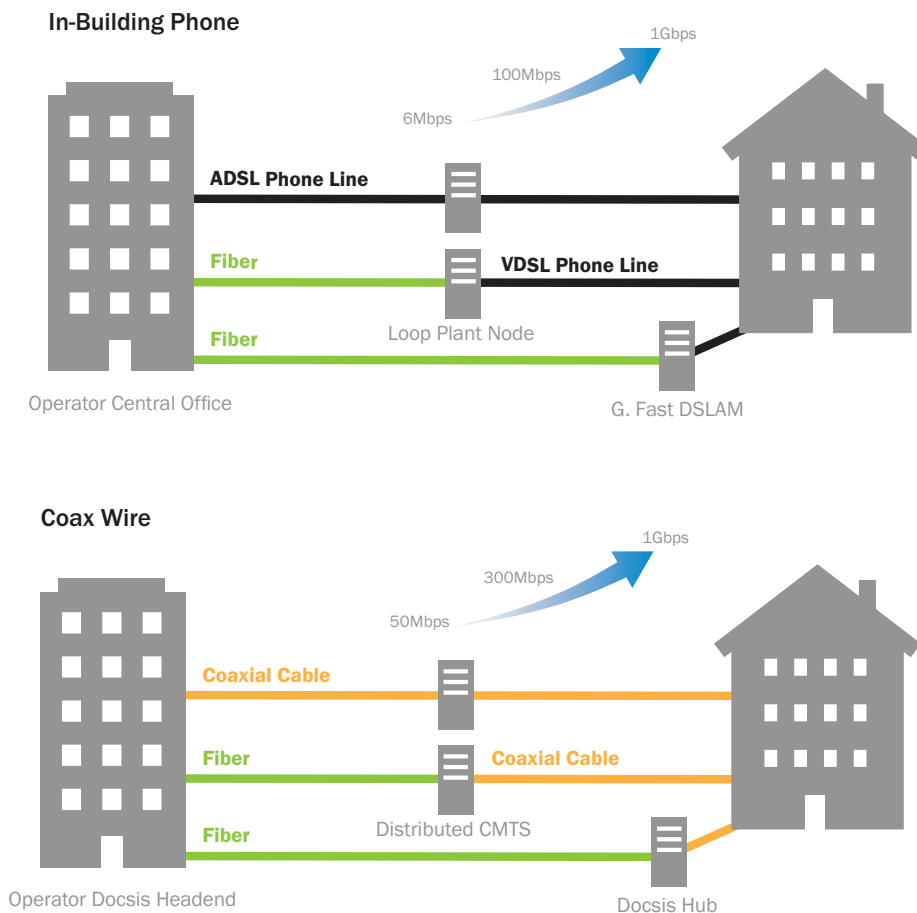 In-Building Phone
1Gbps
100Mbps
6Mbps
ADSL Phone Line
Fiber
VDSL Phone Line
Loop Plant Node
Fiber
Operator Central Office
G. Fast DSLAM
Coax Wire
1Gbps
300Mbps
50Mbps
Coaxial Cable
Fiber
Coaxial Cable
Distributed CMTS
Fiber
Operator Docsis Headend
Docsis Hub